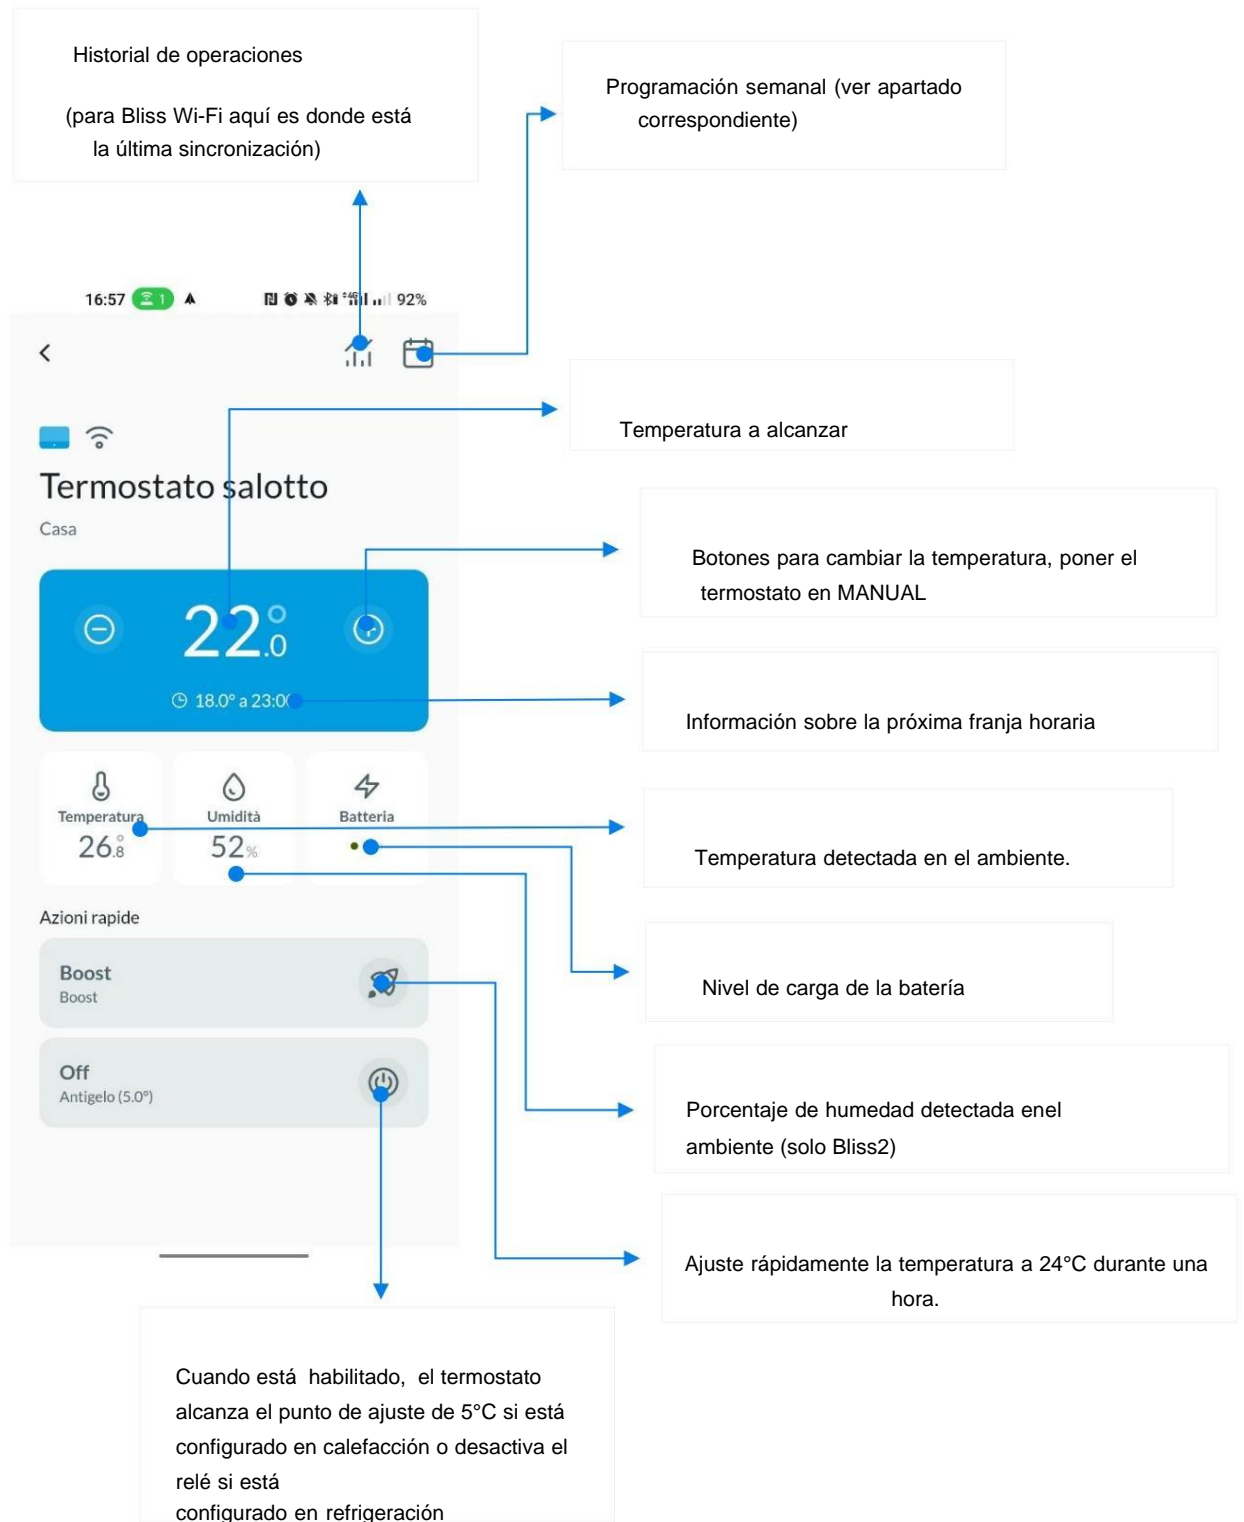 Historial de operaciones
(para Bliss Wi-Fi aquí es donde está
la última sincronización)
Programación semanal (ver apartado
correspondiente)
16:57
1
92%
Temperatura a alcanzar
Termostato salotto
Casa
Botones para cambiar la temperatura, poner el
termostato en MANUAL
22.0°
18.0° a 23:00
Información sobre la próxima franja horaria
Temperatura
26.8°
Umidità
52%
Batteria
Temperatura detectada en el ambiente.
Azioni rapide
Boost
Boost
Nivel de carga de la batería
Off
Antigelo (5.0°)
Porcentaje de humedad detectada enel
ambiente (solo Bliss2)
Ajuste rápidamente la temperatura a 24°C durante una
hora.
Cuando está habilitado, el termostato
alcanza el punto de ajuste de 5°C si está
configurado en calefacción o desactiva el
relé si está
configurado en refrigeración